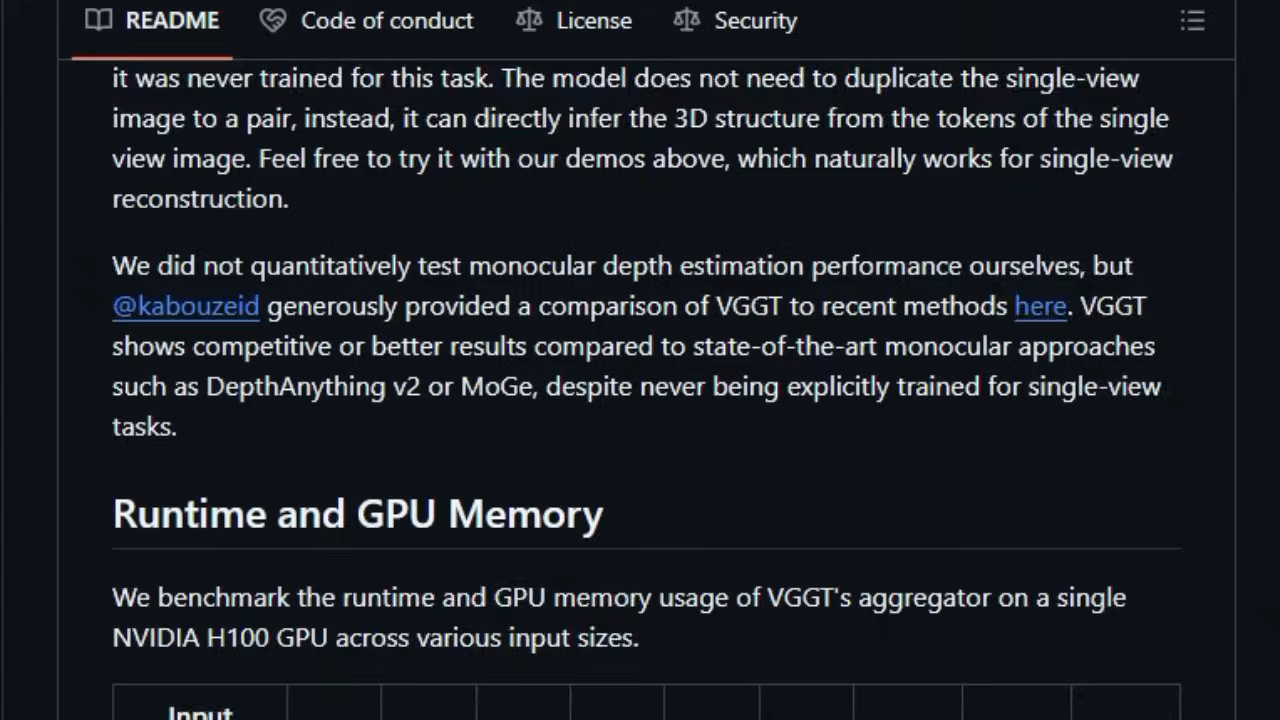 README Code of conduct License Security
it was never trained for this task. The model does not need to duplicate the single-view
image to a pair, instead, it can directly infer the 3D structure from the tokens of the single
view image. Feel free to try it with our demos above, which naturally works for single-view
reconstruction.
We did not quantitatively test monocular depth estimation performance ourselves, but
@kabouzeid generously provided a comparison of VGGT to recent methods here. VGGT
shows competitive or better results compared to state-of-the-art monocular approaches
such as DepthAnything v2 or MoGe, despite never being explicitly trained for single-view
tasks.
Runtime and GPU Memory
We benchmark the runtime and GPU memory usage of VGGT's aggregator on a single
NVIDIA H100 GPU across various input sizes.
Input